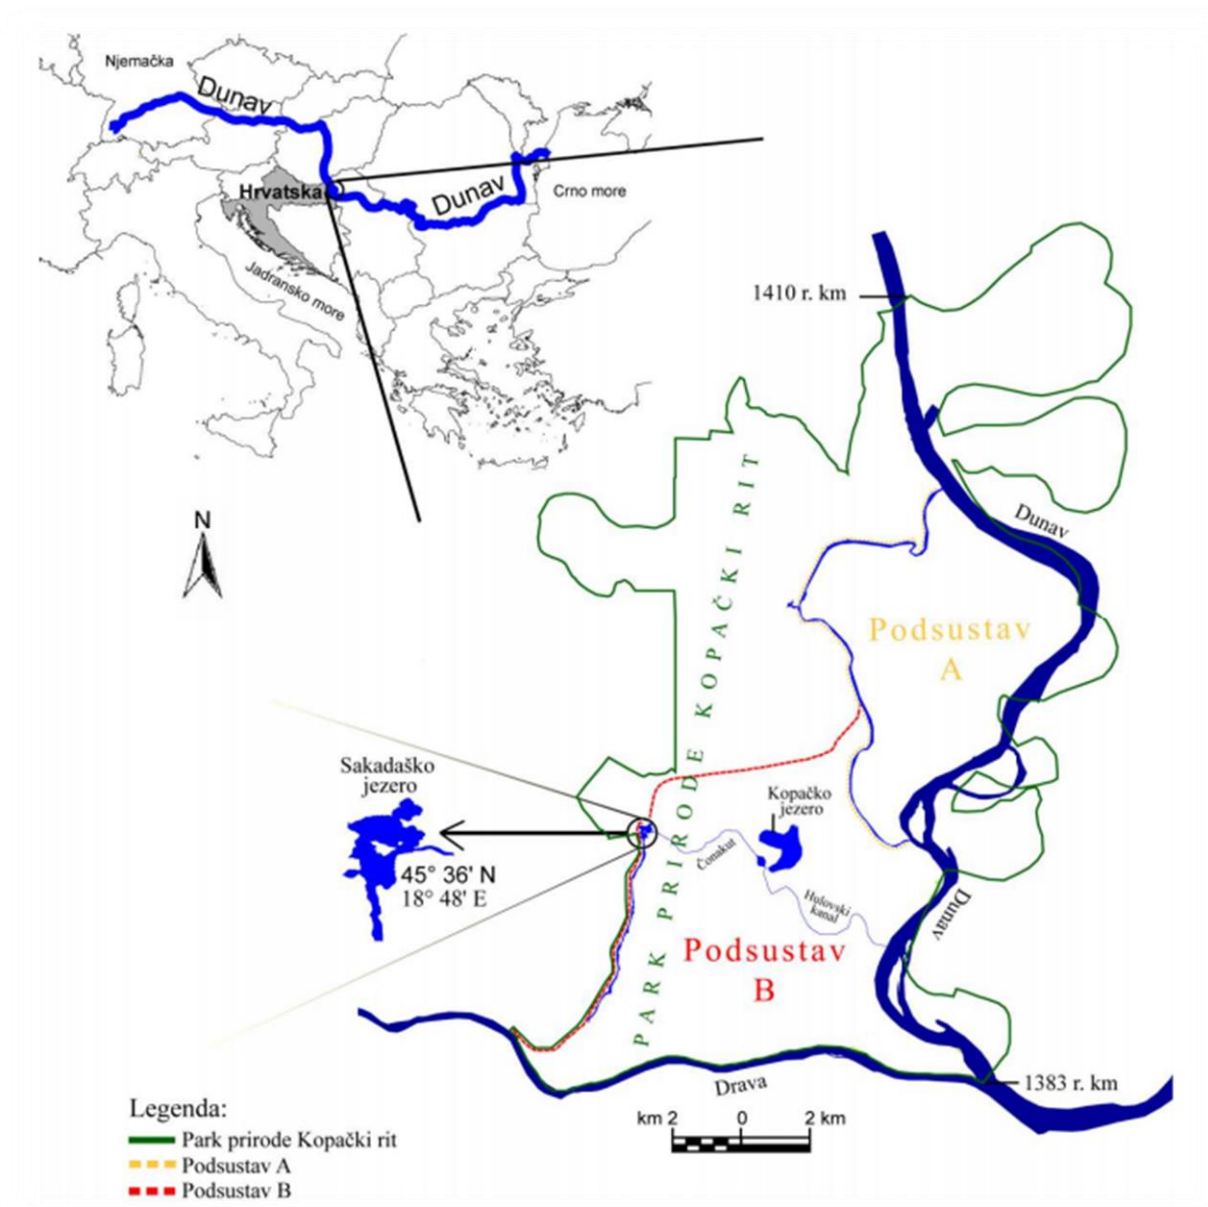 Njemačka
Dunav
Hrvatska
Dunav
Crno more
Jadransko more
1410 r. km
N
Dunav
PARK PRIRODE KOPAČKI RIT
Podsustav
A
Sakadaško
jezero
45° 36' N
18° 48' E
Kopačko
jezero
Čonakut
Hulovski
kanal
Dunav
Podsustav
B
Drava
1383 r. km
km 2 0 2 km
Legenda:
Park prirode Kopački rit
Podsustav A
Podsustav B